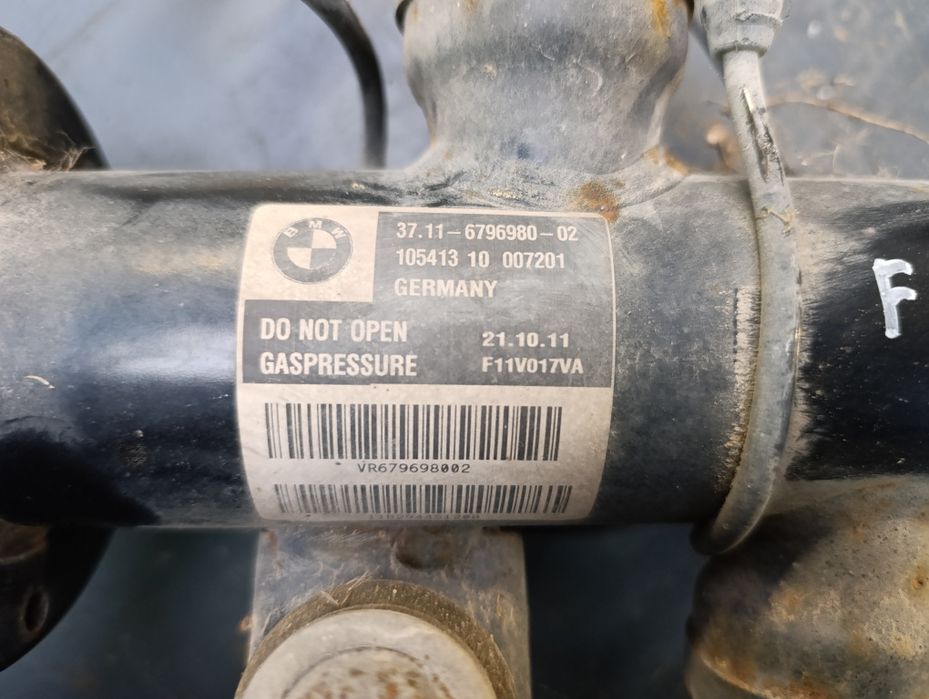 BMW
37.11-6796980-02
105413 10 007201
GERMANY
DO NOT OPEN
GASPRESSURE
21.10.11
F11V017VA
VR679698002
F